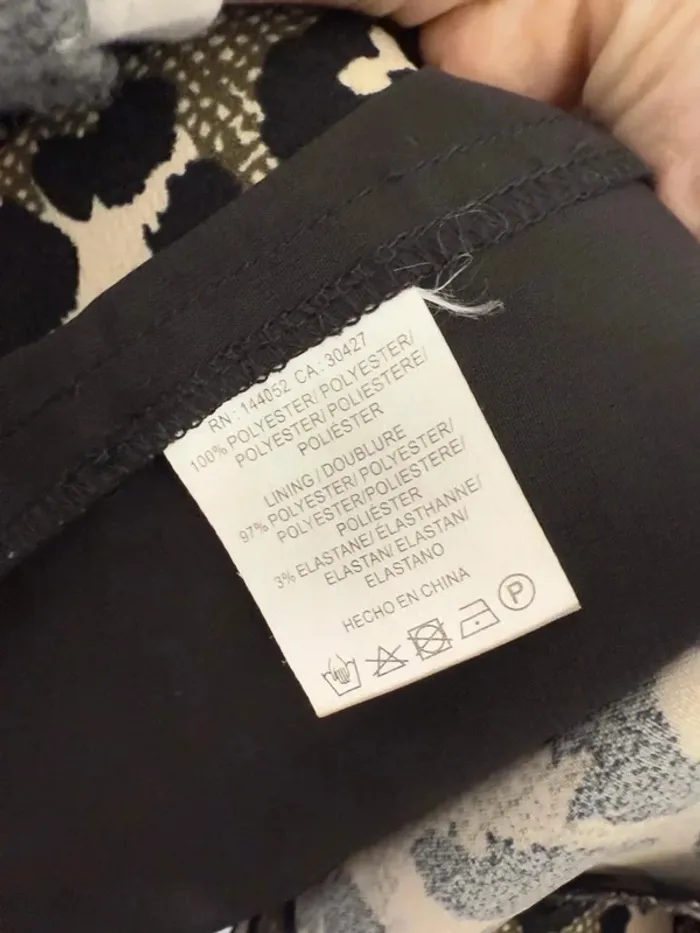 RN : 144052 CA : 30427
100% POLYESTER/ POLYESTER/
POLYESTER/ POLIESTERE/
POLIÉSTER
LINING / DOUBLURE
97% POLYESTER/ POLYESTER/
POLYESTER/POLIESTERE/
POLIÉSTER
3% ELASTANE/ ÉLASTHANNE/
ELASTAN/ ELASTAN/
ELASTANO
HECHO EN CHINA
P